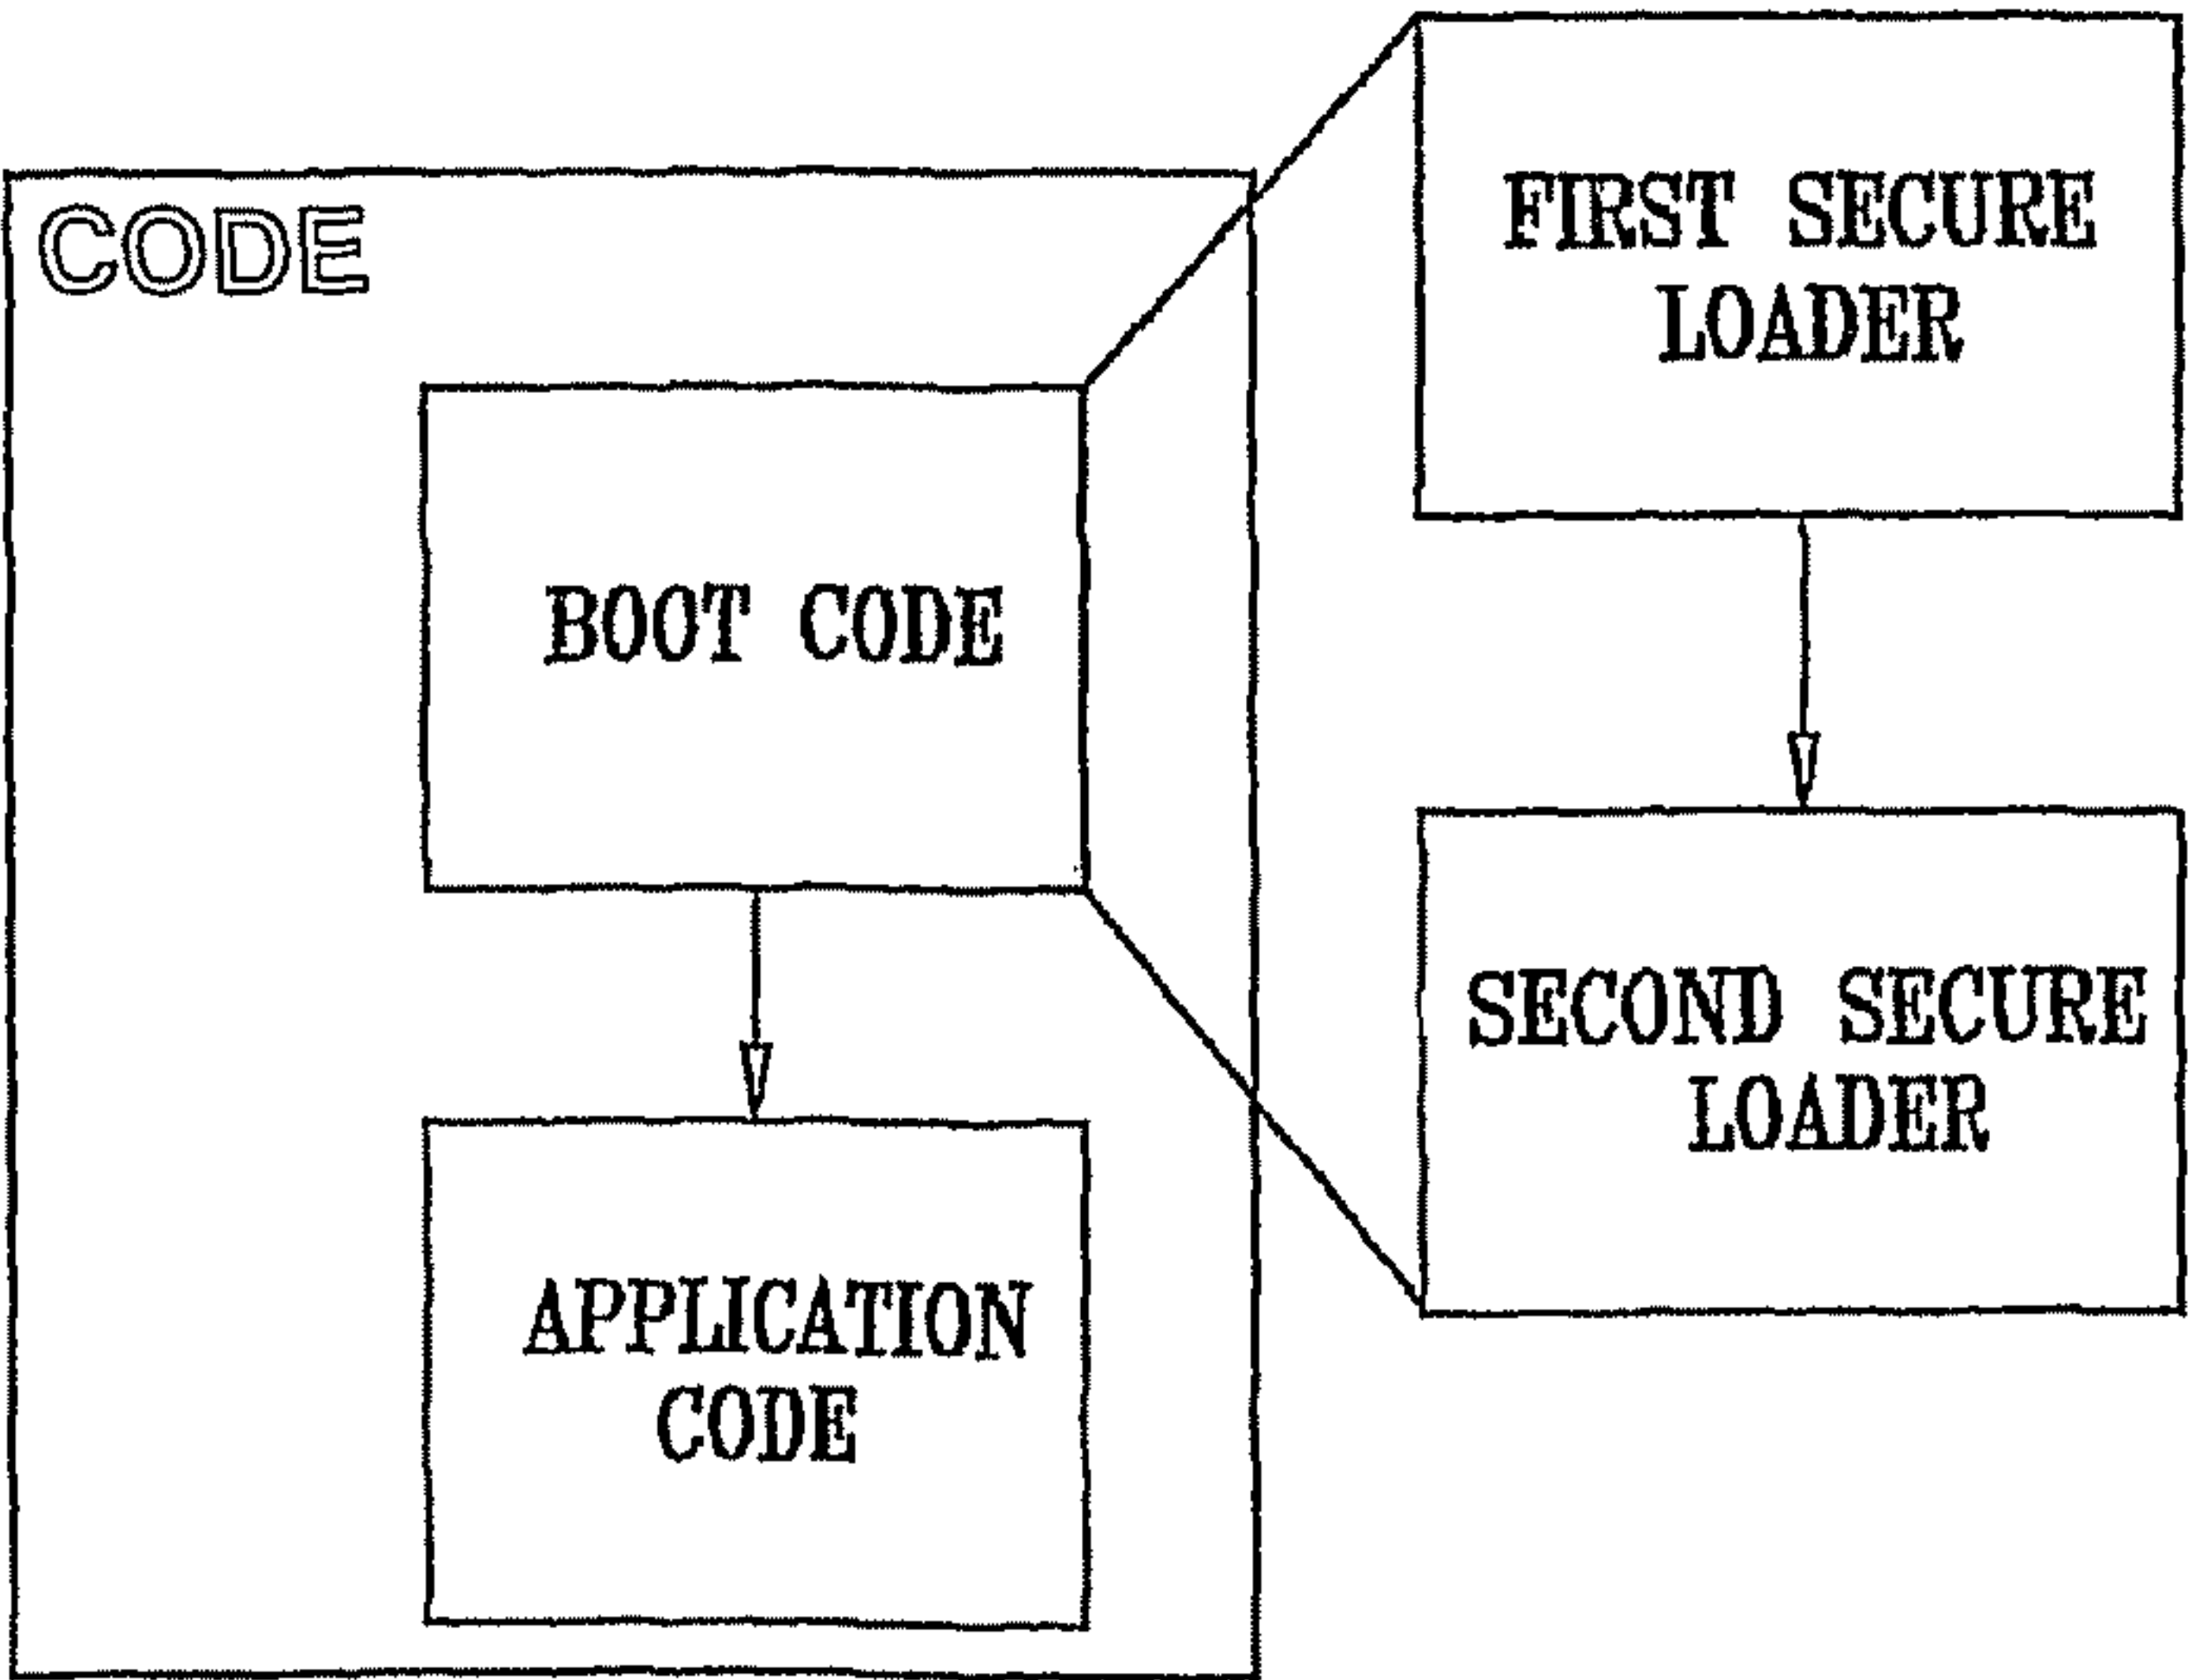 CODE
BOOT CODE
APPLICATION
CODE
FIRST SECURE
LOADER
SECOND SECURE
LOADER